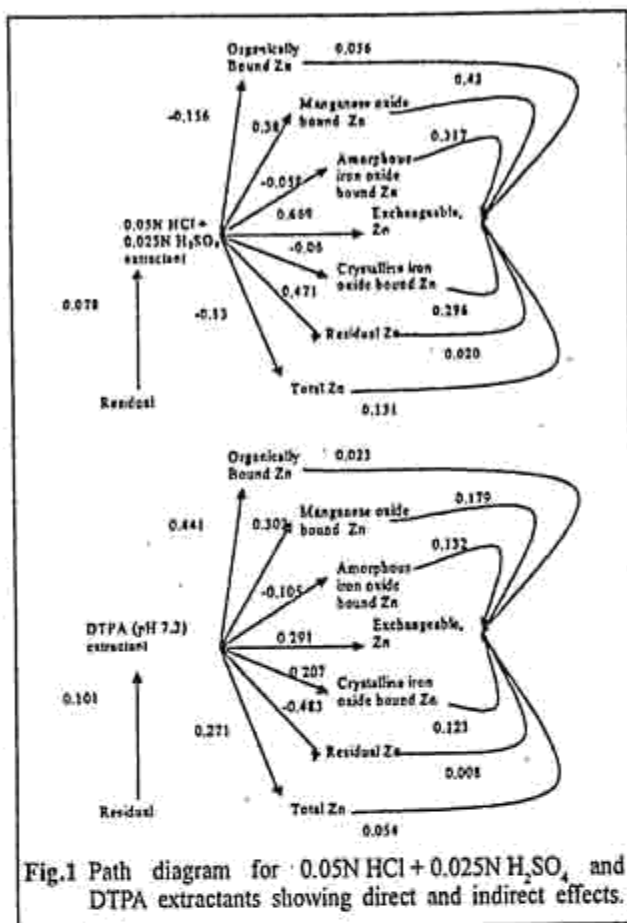 Organically
Bound Zn
0.056
0.43
-0.156
0.38
Manganese oxide
bound Zn
0.317
-0.058
Amorphous
iron oxide
bound Zn
0.669
Exchangeable,
Zn
0.05N HCl +
0.025N H₂SO₄
extractant
-0.06
Crystalline iron
oxide bound Zn
0.078
-0.53
0.471
0.296
Residual Zn
0.020
Residual
Total Zn
0.131
Organically
Bound Zn
0.023
0.441
0.302
Manganese oxide
bound Zn
0.179
0.132
-0.105
Amorphous
iron oxide
bound Zn
Exchangeable,
Zn
0.291
DTPA (pH 7.3)
extractant
0.207
Crystalline iron
oxide bound Zn
0.101
-0.483
0.123
0.271
Residual Zn
0.008
Residual
Total Zn
0.054
Fig.1 Path diagram for 0.05N HCl + 0.025N H₂SO₄ and
DTPA extractants showing direct and indirect effects.